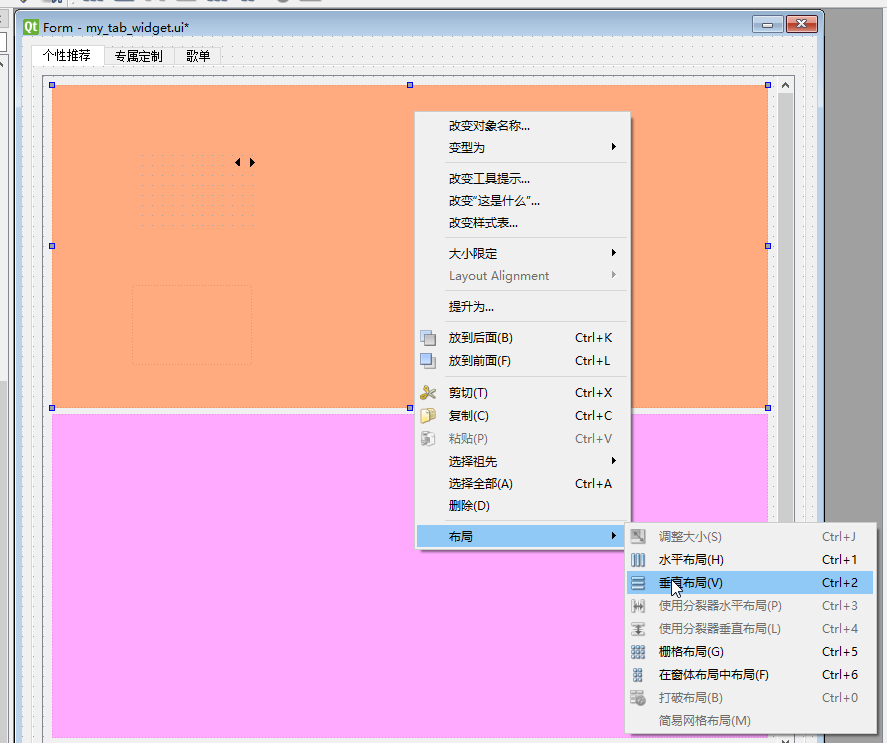 Qt Form - my_tab_widget.ui*
个性推荐 专属定制 歌单
改变对象名称...
变型为
改变工具提示...
改变“这是什么”...
改变样式表...
大小限定
Layout Alignment
提升为...
放到后面(B) Ctrl+K
放到前面(F) Ctrl+L
剪切(T) Ctrl+X
复制(C) Ctrl+C
粘贴(P) Ctrl+V
选择祖先
选择全部(A) Ctrl+A
删除(D)
布局
调整大小(S) Ctrl+J
水平布局(H) Ctrl+1
垂直布局(V) Ctrl+2
使用分裂器水平布局(P) Ctrl+3
使用分裂器垂直布局(L) Ctrl+4
栅格布局(G) Ctrl+5
在窗体布局中布局(F) Ctrl+6
打破布局(B) Ctrl+0
简易网格布局(M)